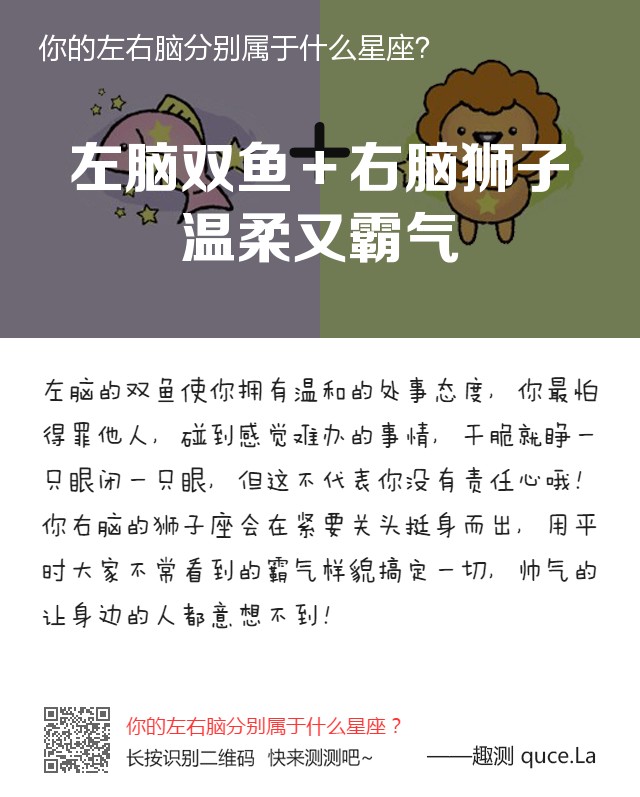 你的左右脑分别属于什么星座？
左脑双鱼＋右脑狮子
温柔又霸气
左脑的双鱼使你拥有温和的处事态度，你最怕
得罪他人，碰到感觉难办的事情，干脆就睁一
只眼闭一只眼，但这不代表你没有责任心哦！
你右脑的狮子座会在紧要关头挺身而出，用平
时大家不常看到的霸气样貌搞定一切，帅气的
让身边的人都意想不到！
你的左右脑分别属于什么星座？
长按识别二维码 快来测测吧~
——趣测 quce.La